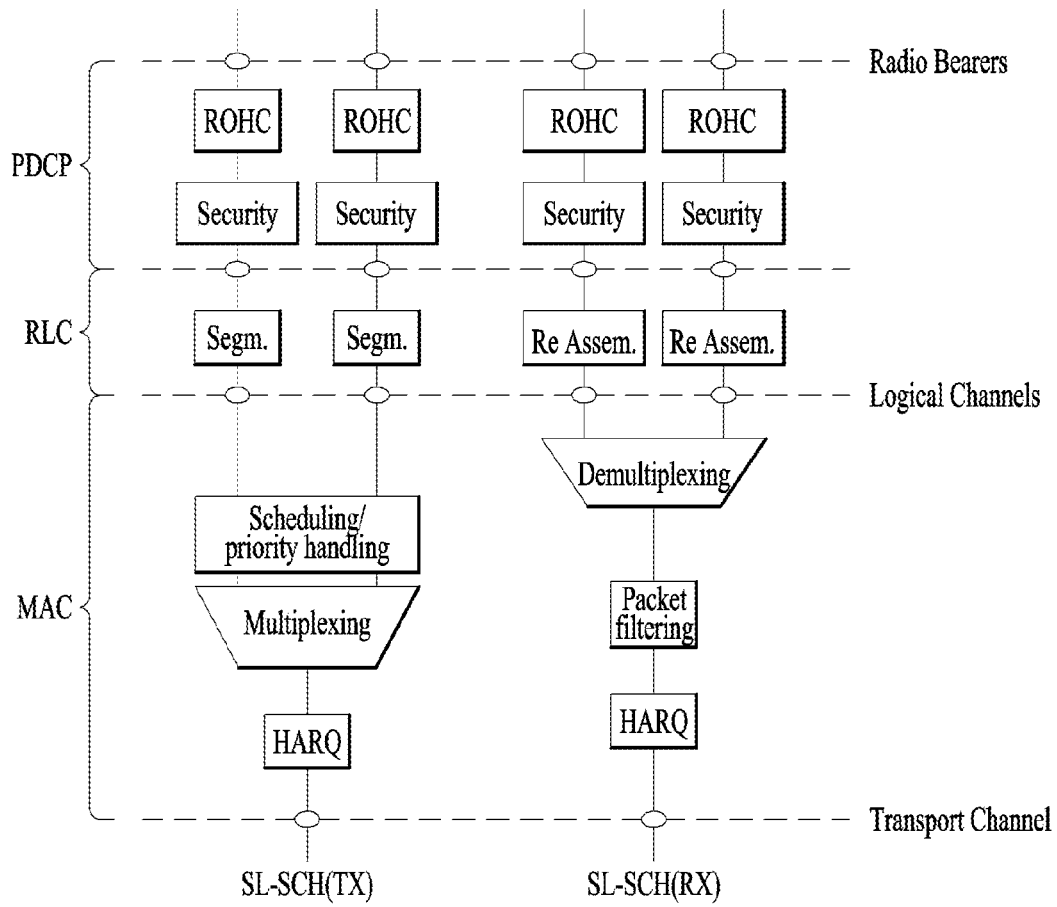 Radio Bearers
ROHC ROHC ROHC ROHC
PDCP
Security Security Security Security
RLC
Segm. Segm. Re Assem. Re Assem.
Logical Channels
Demultiplexing
Scheduling/
priority handling
MAC
Multiplexing
Packet
filtering
HARQ
HARQ
Transport Channel
SL-SCH(TX) SL-SCH(RX)